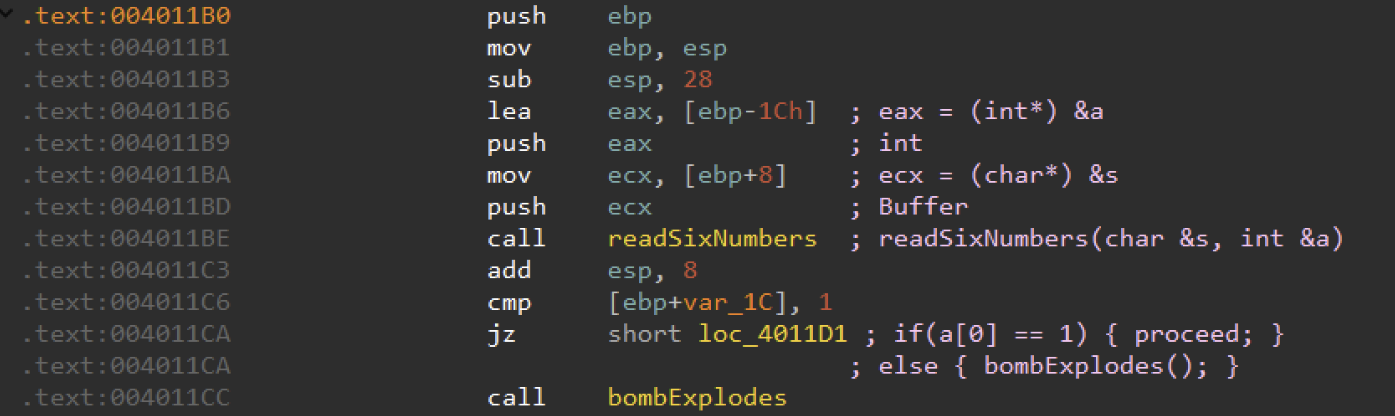 .text:004011B0 push ebp
.text:004011B1 mov ebp, esp
.text:004011B3 sub esp, 28
.text:004011B6 lea eax, [ebp-1Ch] ; eax = (int*) &a
.text:004011B9 push eax ; int
.text:004011BA mov ecx, [ebp+8] ; ecx = (char*) &s
.text:004011BD push ecx ; Buffer
.text:004011BE call readSixNumbers ; readSixNumbers(char &s, int &a)
.text:004011C3 add esp, 8
.text:004011C6 cmp [ebp+var_1C], 1
.text:004011CA jz short loc_4011D1 ; if(a[0] == 1) { proceed; }
.text:004011CA ; else { bombExplodes(); }
.text:004011CC call bombExplodes